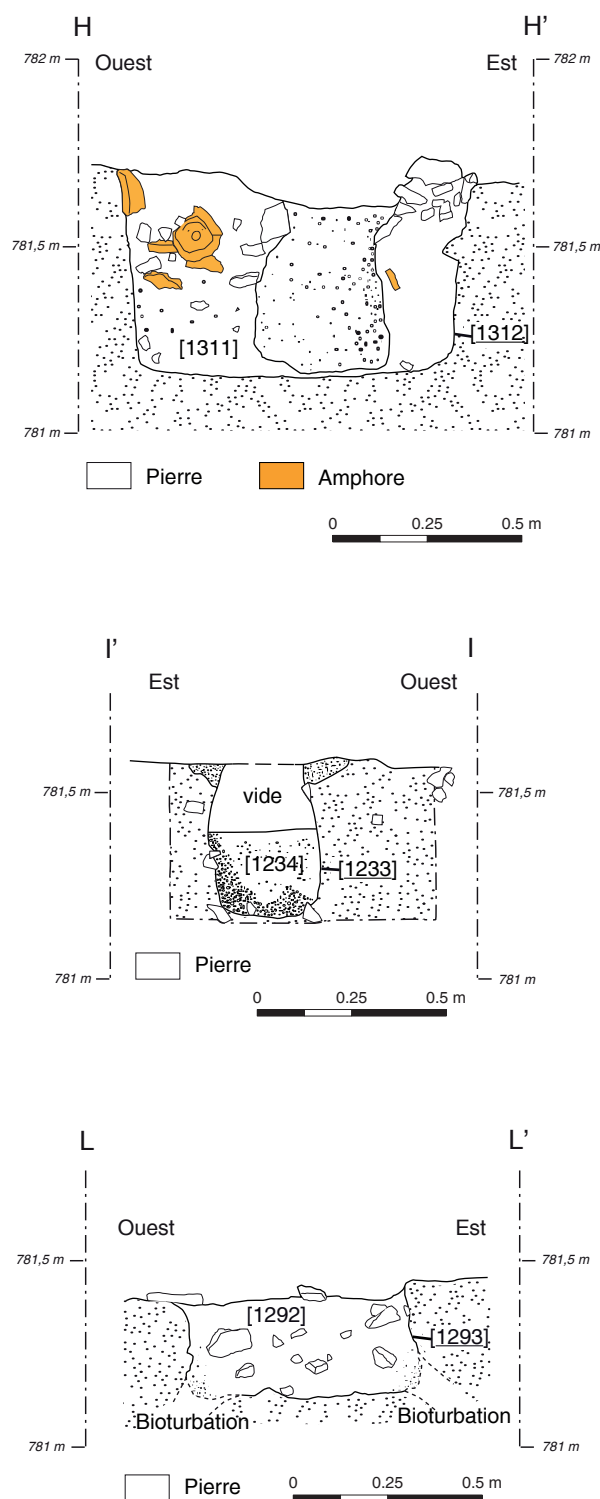 H H'
782 m Ouest Est 782 m
781,5 m 781,5 m
[1311] [1312]
781 m 781 m
Pierre Amphore
0 0.25 0.5 m
I' I
Est Ouest
781,5 m vide 781,5 m
[1234] [1233]
781 m 781 m
Pierre
0 0.25 0.5 m
L L'
Ouest Est
781,5 m 781,5 m
[1292]
[1293]
Bioturbation Bioturbation
781 m 781 m
Pierre 0 0.25 0.5 m